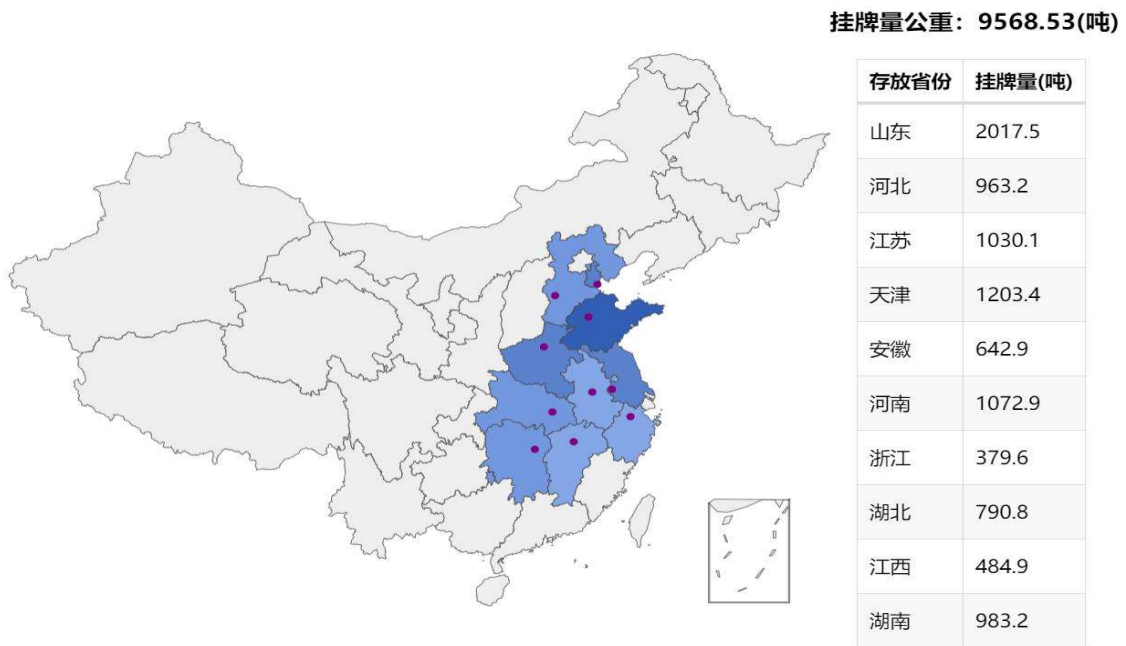 挂牌量公重：9568.53(吨)
存放省份 挂牌量(吨)
山东 2017.5
河北 963.2
江苏 1030.1
天津 1203.4
安徽 642.9
河南 1072.9
浙江 379.6
湖北 790.8
江西 484.9
湖南 983.2